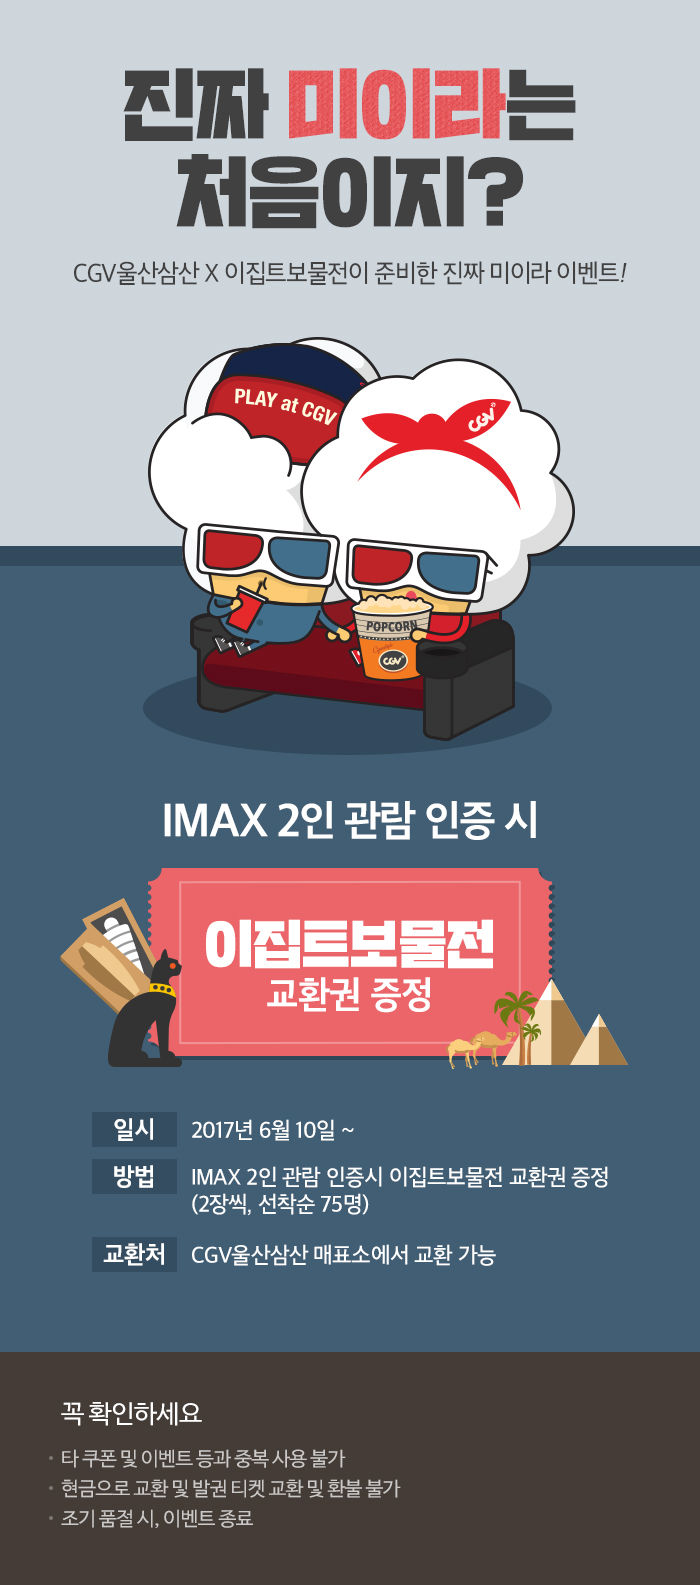 진짜 미이라는
처음이지?
CGV울산삼산 X 이집트보물전이 준비한 진짜 미이라 이벤트!
PLAY at CGV
CGV
POPCORN
CGV
IMAX 2인 관람 인증 시
이집트보물전
교환권 증정
일시 2017년 6월 10일 ~
방법 IMAX 2인 관람 인증시 이집트보물전 교환권 증정
(2장씩, 선착순 75명)
교환처 CGV울산삼산 매표소에서 교환 가능
꼭 확인하세요
· 타 쿠폰 및 이벤트 등과 중복 사용 불가
· 현금으로 교환 및 발권 티켓 교환 및 환불 불가
· 조기 품절 시, 이벤트 종료